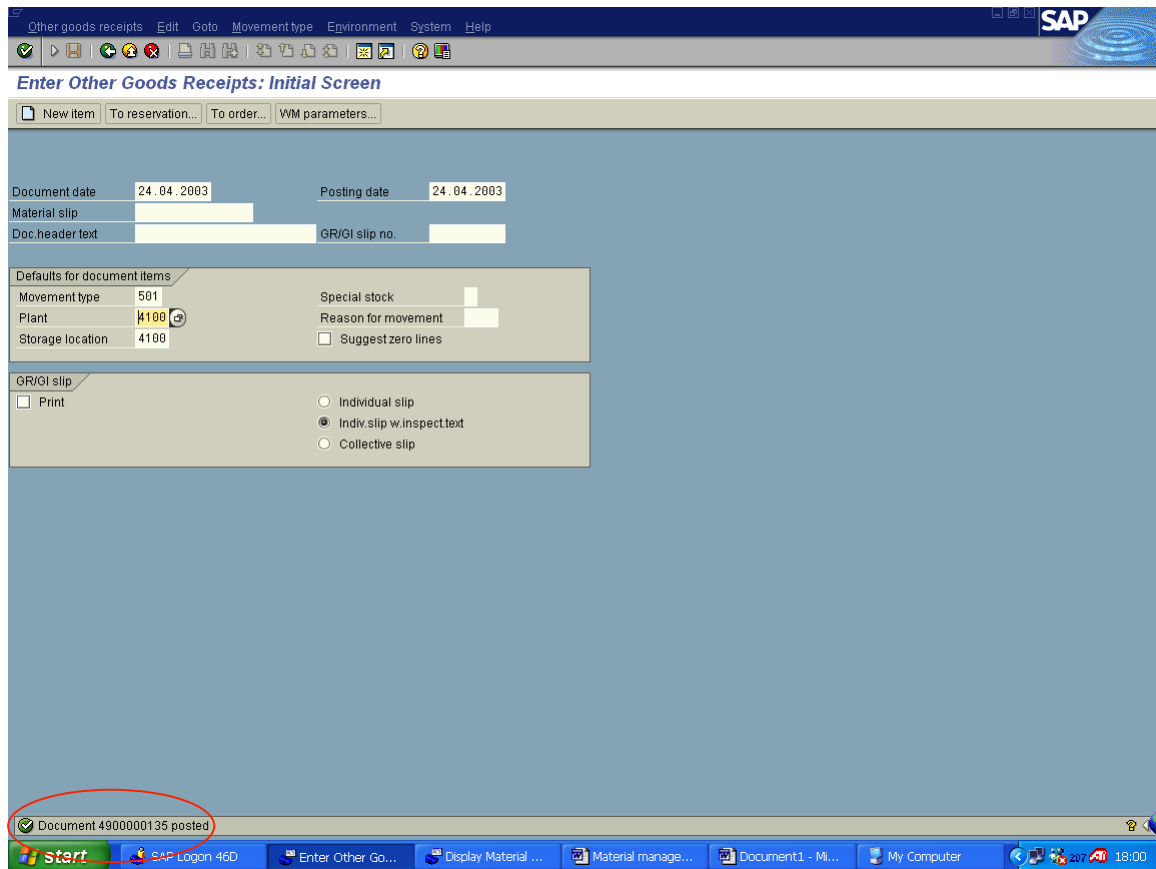 Other goods receipts Edit Goto Movement type Environment System Help
SAP
Enter Other Goods Receipts: Initial Screen
New item To reservation... To order... WM parameters...
Document date 24.04.2003 Posting date 24.04.2003
Material slip
Doc.header text GR/GI slip no.
Defaults for document items
Movement type 501 Special stock
Plant 4100 Reason for movement
Storage location 4100 Suggest zero lines
GR/GI slip
Print Individual slip
Indiv.slip w.inspect.text
Collective slip
Document 4900000135 posted
start SAP Logon 46D Enter Other Go... Display Material ... Material manage... Document1 - Mi... My Computer 207 18:00